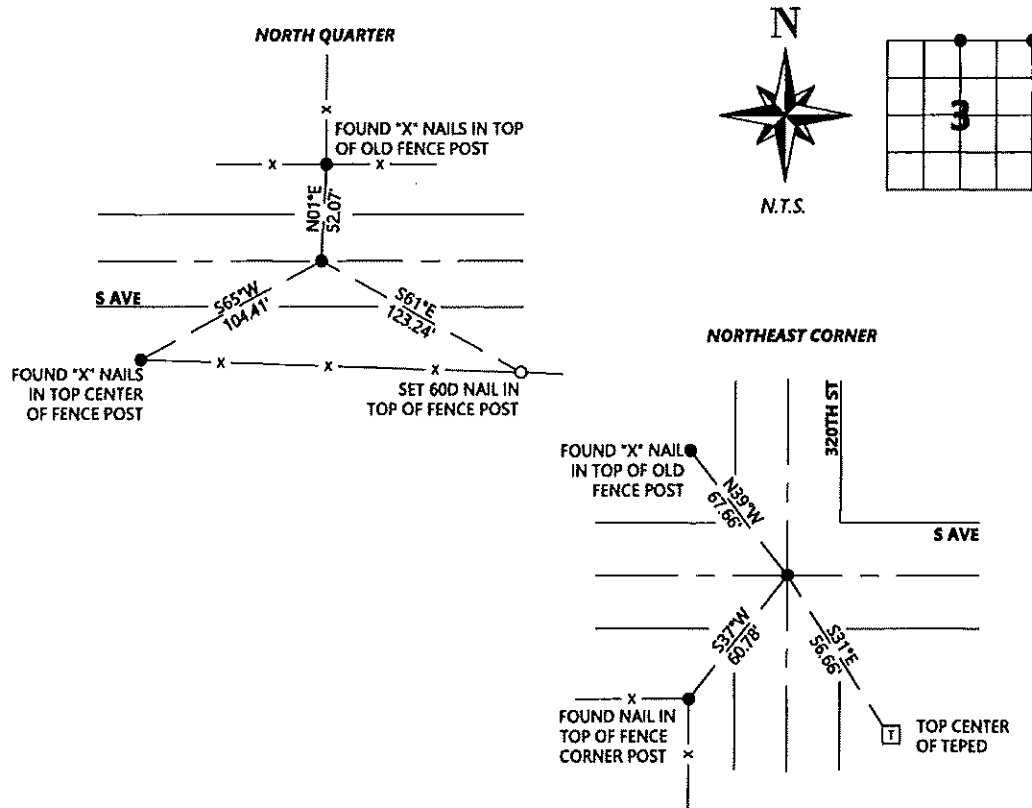 NORTH QUARTER
FOUND "X" NAILS IN TOP
OF OLD FENCE POST
x
x
x
N01°E
52.07'
S AVE
S65°W
104.41'
S61°E
123.24'
x
x
x
FOUND "X" NAILS
IN TOP CENTER
OF FENCE POST
SET 60D NAIL IN
TOP OF FENCE POST
N
N.T.S.
3
NORTHEAST CORNER
320TH ST
FOUND "X" NAIL
IN TOP OF OLD
FENCE POST
N39°W
67.66'
S AVE
S37°W
60.78'
S31°E
56.66'
x
x
FOUND NAIL IN
TOP OF FENCE
CORNER POST
T
TOP CENTER
OF TEPED